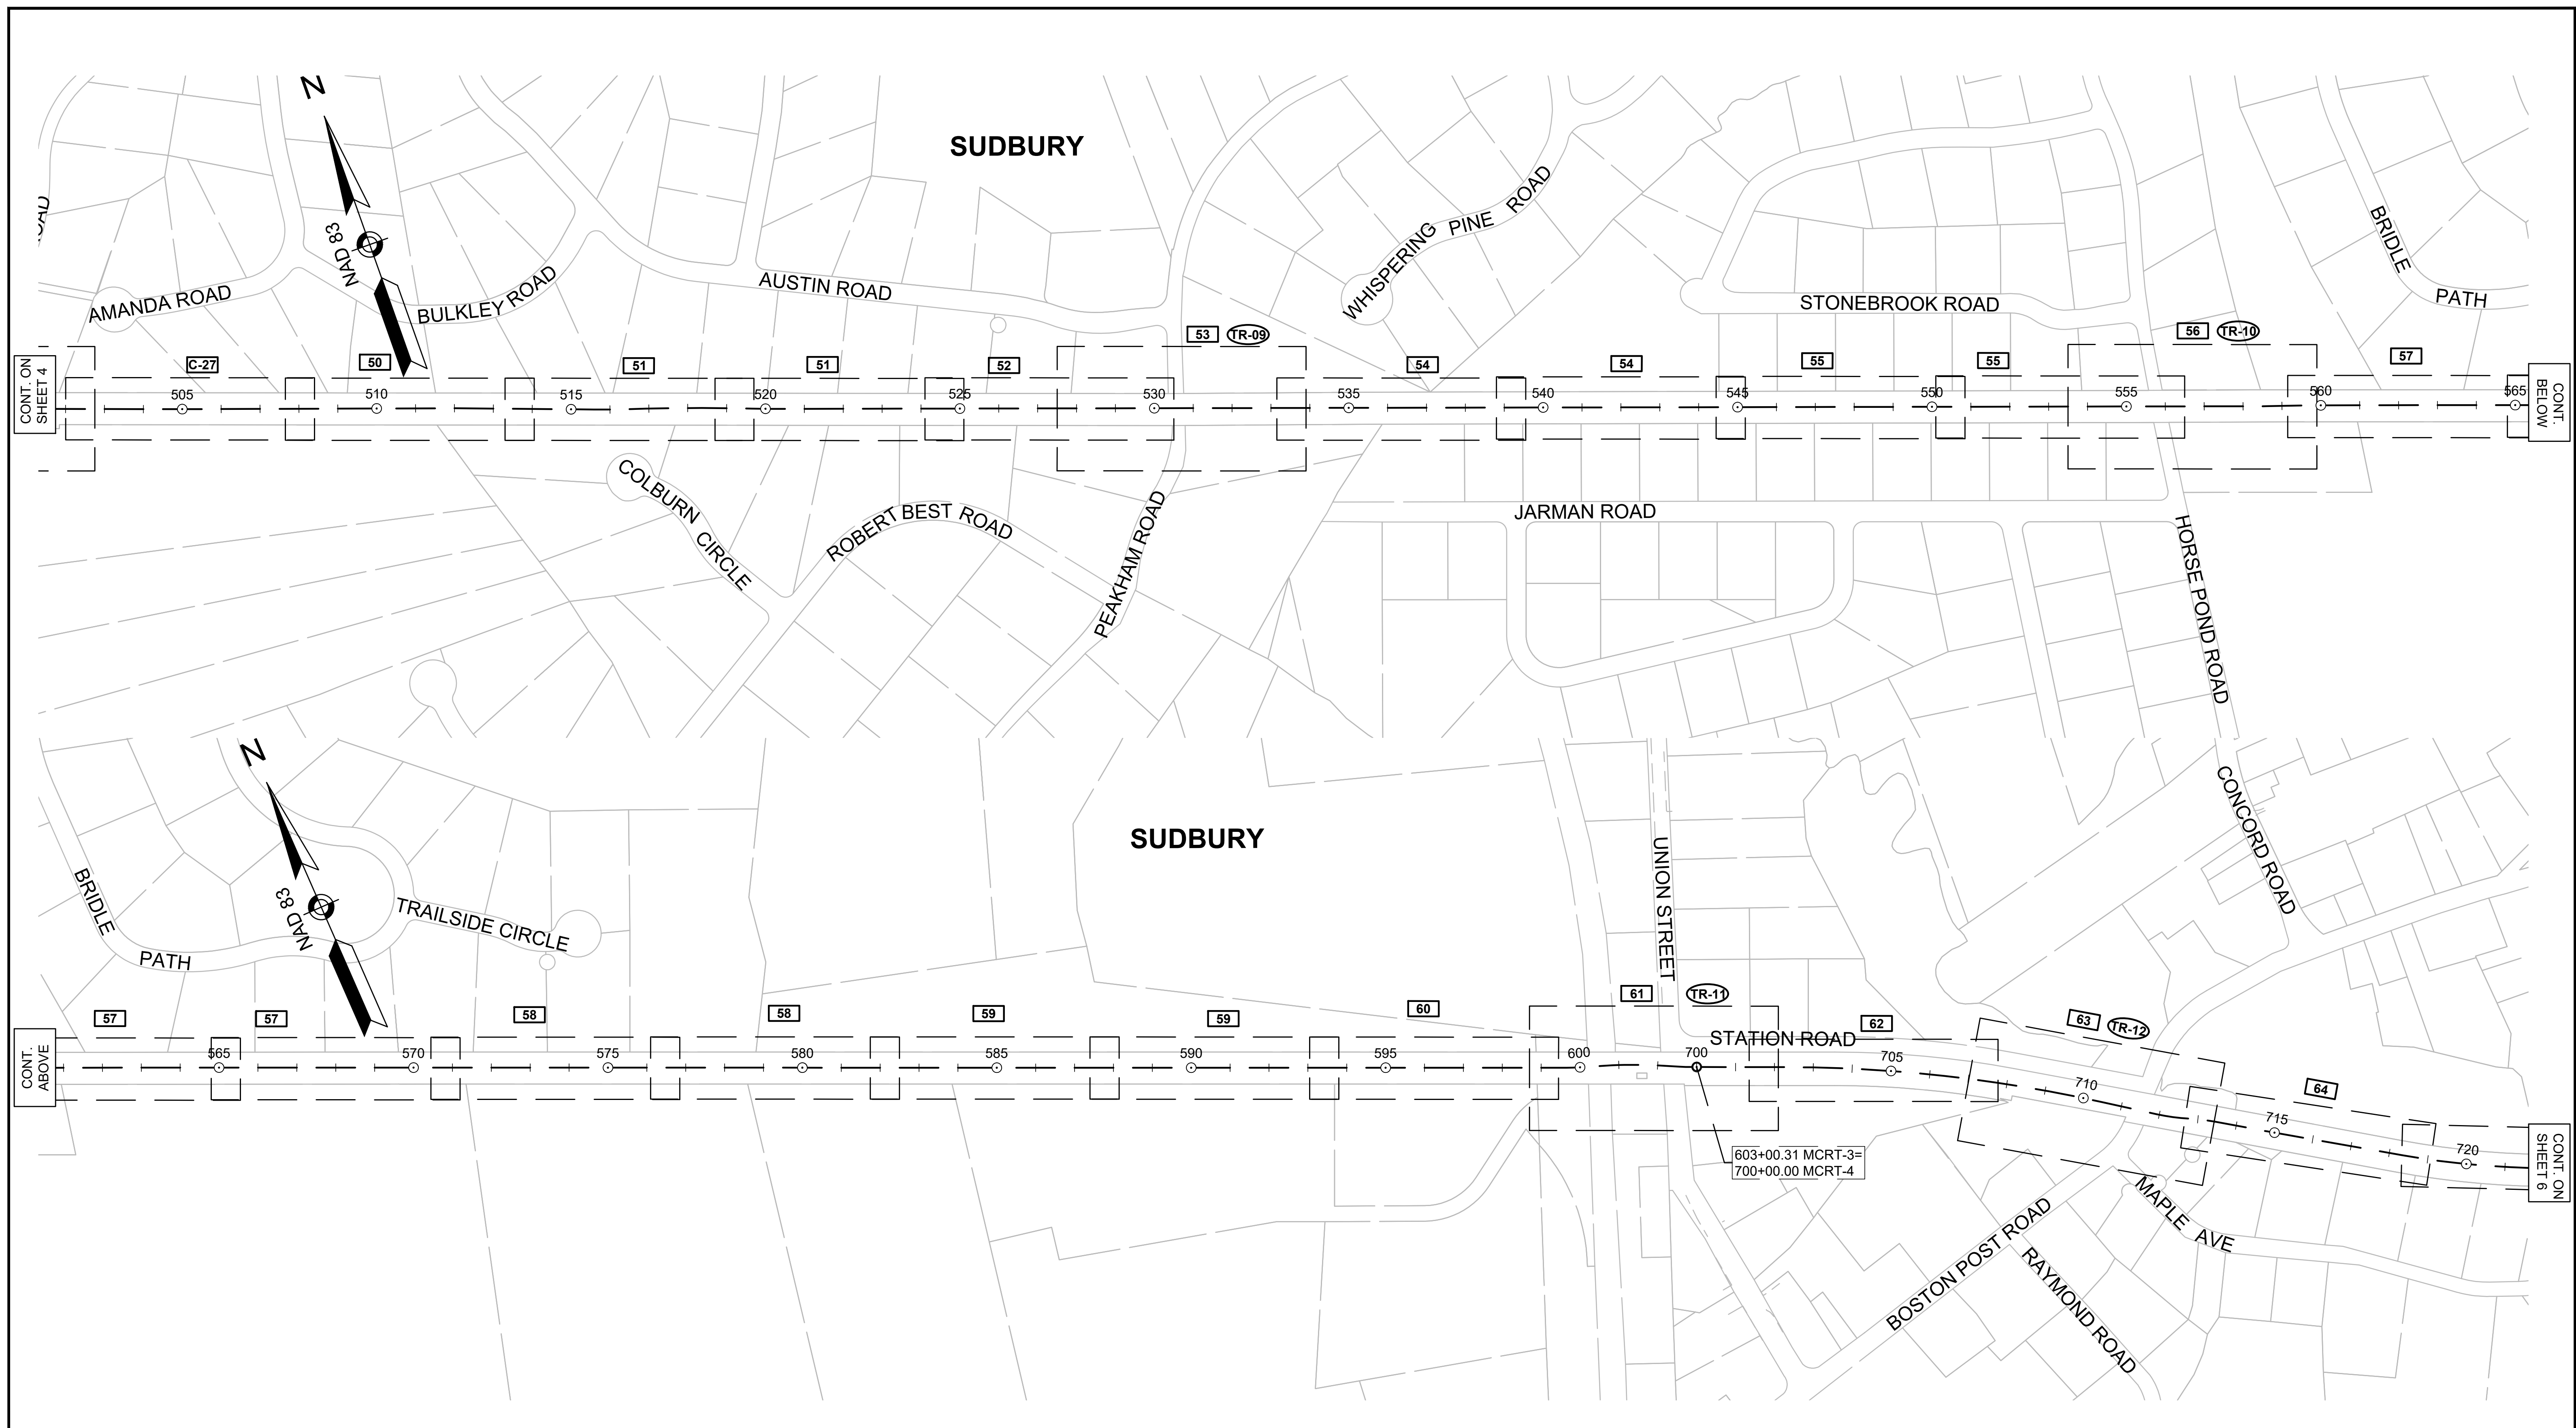 N
NAD 83
SUDBURY
AMANDA ROAD
BULKLEY ROAD
AUSTIN ROAD
WHISPERING PINE ROAD
STONEBROOK ROAD
BRIDLE PATH
CONT. ON
SHEET 4
C-27
50
51
51
52
53
TR-09
54
54
55
55
56
TR-10
57
505
510
515
520
525
530
535
540
545
550
555
560
565
CONT.
BELOW
COLBURN CIRCLE
ROBERT BEST ROAD
PEAKHAM ROAD
JARMAN ROAD
HORSE POND ROAD
N
NAD 83
SUDBURY
BRIDLE PATH
TRAILSIDE CIRCLE
UNION STREET
CONCORD ROAD
CONT.
ABOVE
57
57
58
58
59
59
60
61
TR-11
STATION ROAD
62
63
TR-12
64
565
570
575
580
585
590
595
600
700
705
710
715
720
CONT. ON
SHEET 6
603+00.31 MCRT-3=
700+00.00 MCRT-4
BOSTON POST ROAD
RAYMOND ROAD
MAPLE AVE